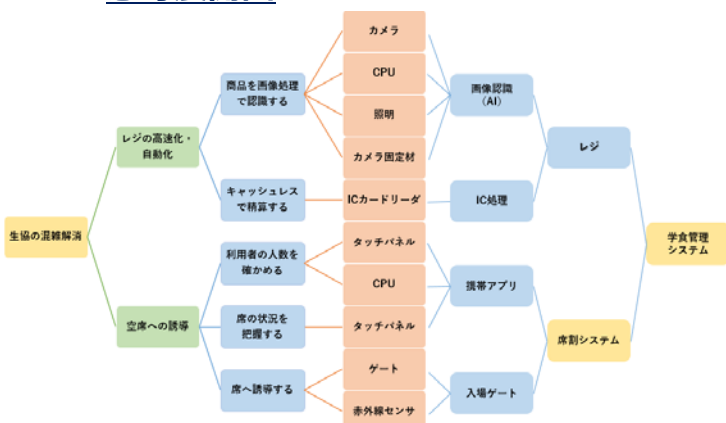 カメラ
商品を画像処理
で認識する
CPU
画像認識
(AI)
照明
レジの高速化・
自動化
カメラ固定材
レジ
キャッシュレス
で精算する
ICカードリーダ
IC処理
生協の混雑解消
利用者の人数を
確かめる
タッチパネル
学食管理
システム
CPU
携帯アプリ
空席への誘導
席の状況を
把握する
タッチパネル
席割システム
席へ誘導する
ゲート
入場ゲート
赤外線センサ